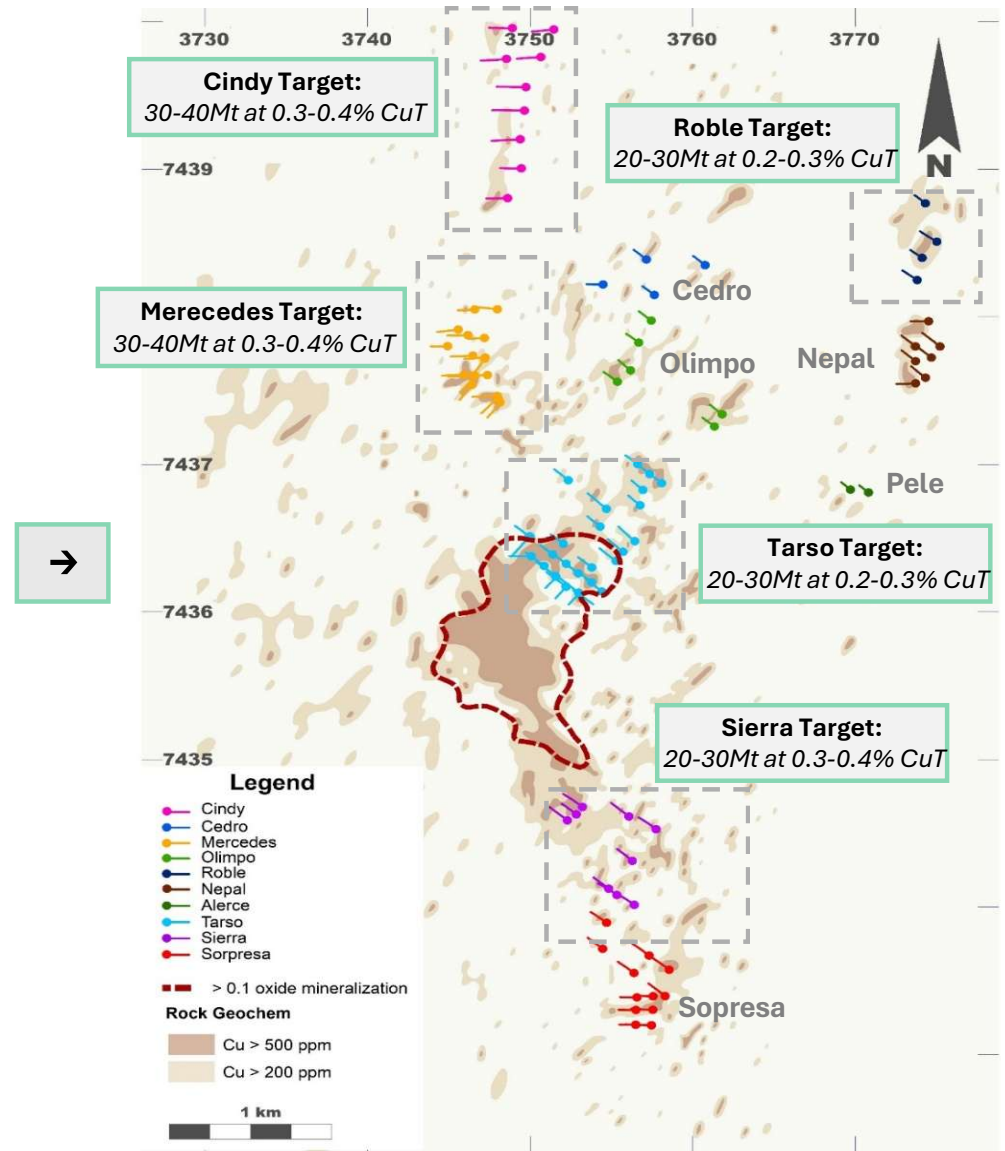 3730
3740
3750
3760
3770
Cindy Target:
30-40Mt at 0.3-0.4% CuT
Roble Target:
20-30Mt at 0.2-0.3% CuT
N
7439
Cedro
Merecedes Target:
30-40Mt at 0.3-0.4% CuT
Olimpo
Nepal
7437
Pele
→
Tarso Target:
20-30Mt at 0.2-0.3% CuT
7436
Sierra Target:
20-30Mt at 0.3-0.4% CuT
7435
Legend
Cindy
Cedro
Mercedes
Olimpo
Roble
Nepal
Alerce
Tarso
Sierra
Sorpresa
> 0.1 oxide mineralization
Rock Geochem
Cu > 500 ppm
Cu > 200 ppm
1 km
Sopresa